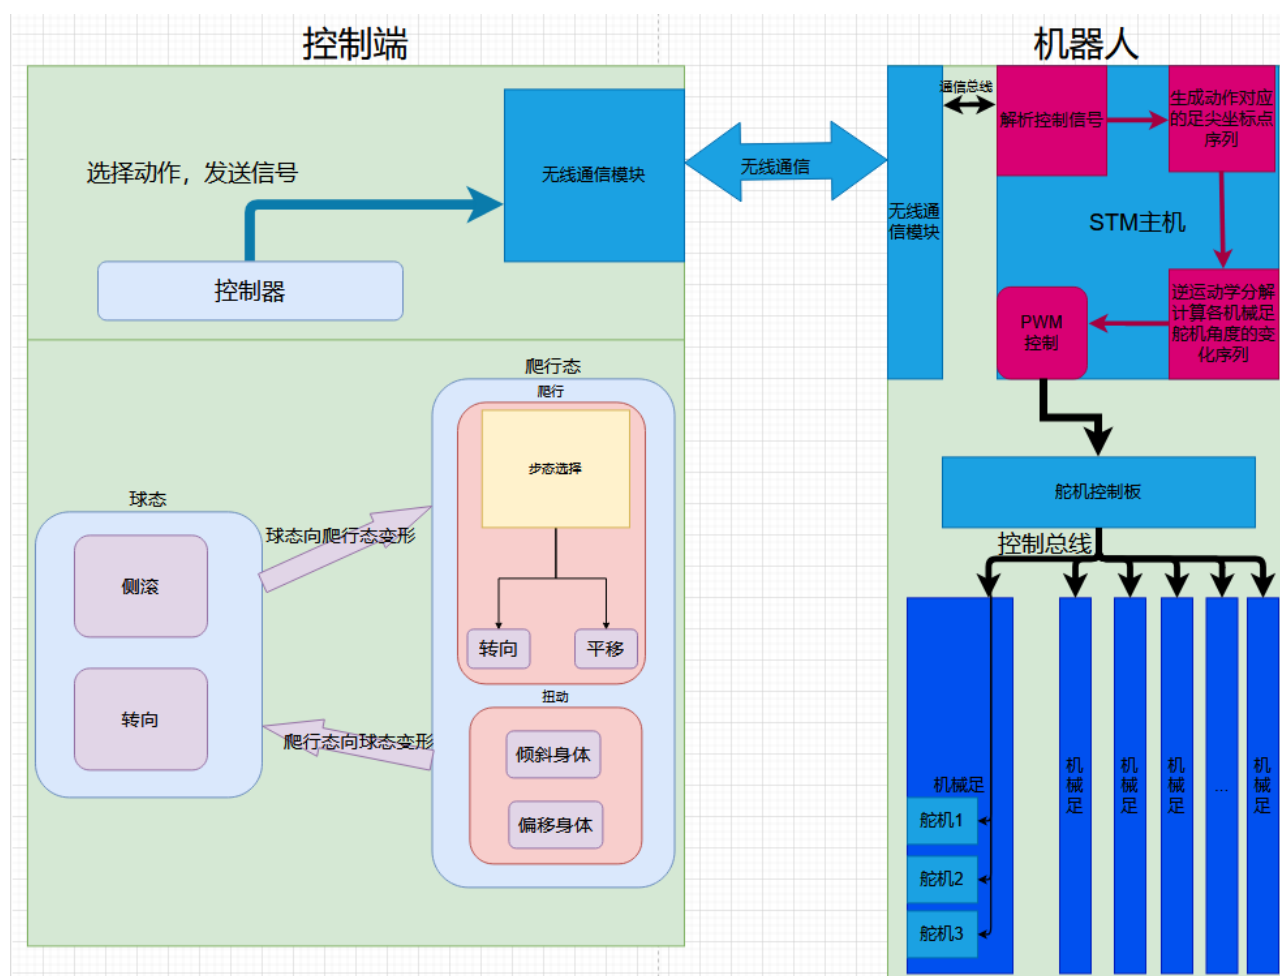 控制端
选择动作，发送信号
无线通信模块
控制器
无线通信
爬行态
爬行
步态选择
转向
平移
扭动
倾斜身体
偏移身体
球态
侧滚
转向
球态向爬行态变形
爬行态向球态变形
机器人
通信总线
无线通
信模块
解析控制信号
生成动作对应
的足尖坐标点
序列
STM主机
逆运动学分解
计算各机械足
舵机角度的变
化序列
PWM
控制
舵机控制板
控制总线
机械足
舵机1
舵机2
舵机3
机
械
足
机
械
足
机
械
足
...
机
械
足